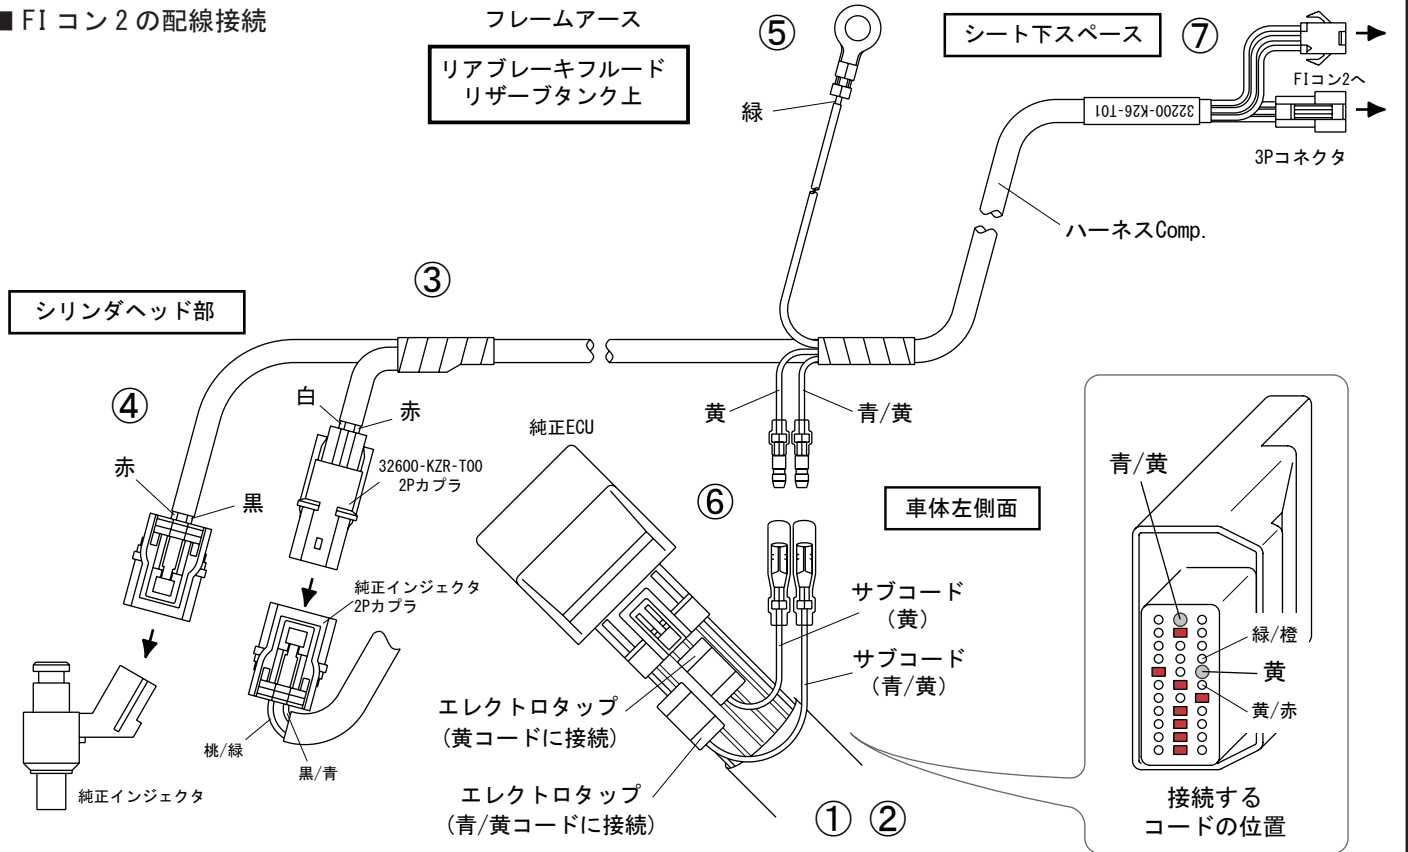 ■ FI コン 2 の配線接続
フレームアース
リアブレーキフルード
リザーブタンク上
⑤
緑
シート下スペース
⑦
FIコン2へ
3Pコネクタ
32200-K26-T01
ハーネスComp.
③
シリンダヘッド部
④
白
赤
32600-KZR-T00
2Pカプラ
赤
黒
純正インジェクタ
2Pカプラ
桃/緑
黒/青
純正インジェクタ
黄
青/黄
純正ECU
⑥
車体左側面
サブコード
(黄)
サブコード
(青/黄)
エレクトロタップ
(黄コードに接続)
エレクトロタップ
(青/黄コードに接続)
① ②
青/黄
緑/橙
黄
黄/赤
接続する
コードの位置